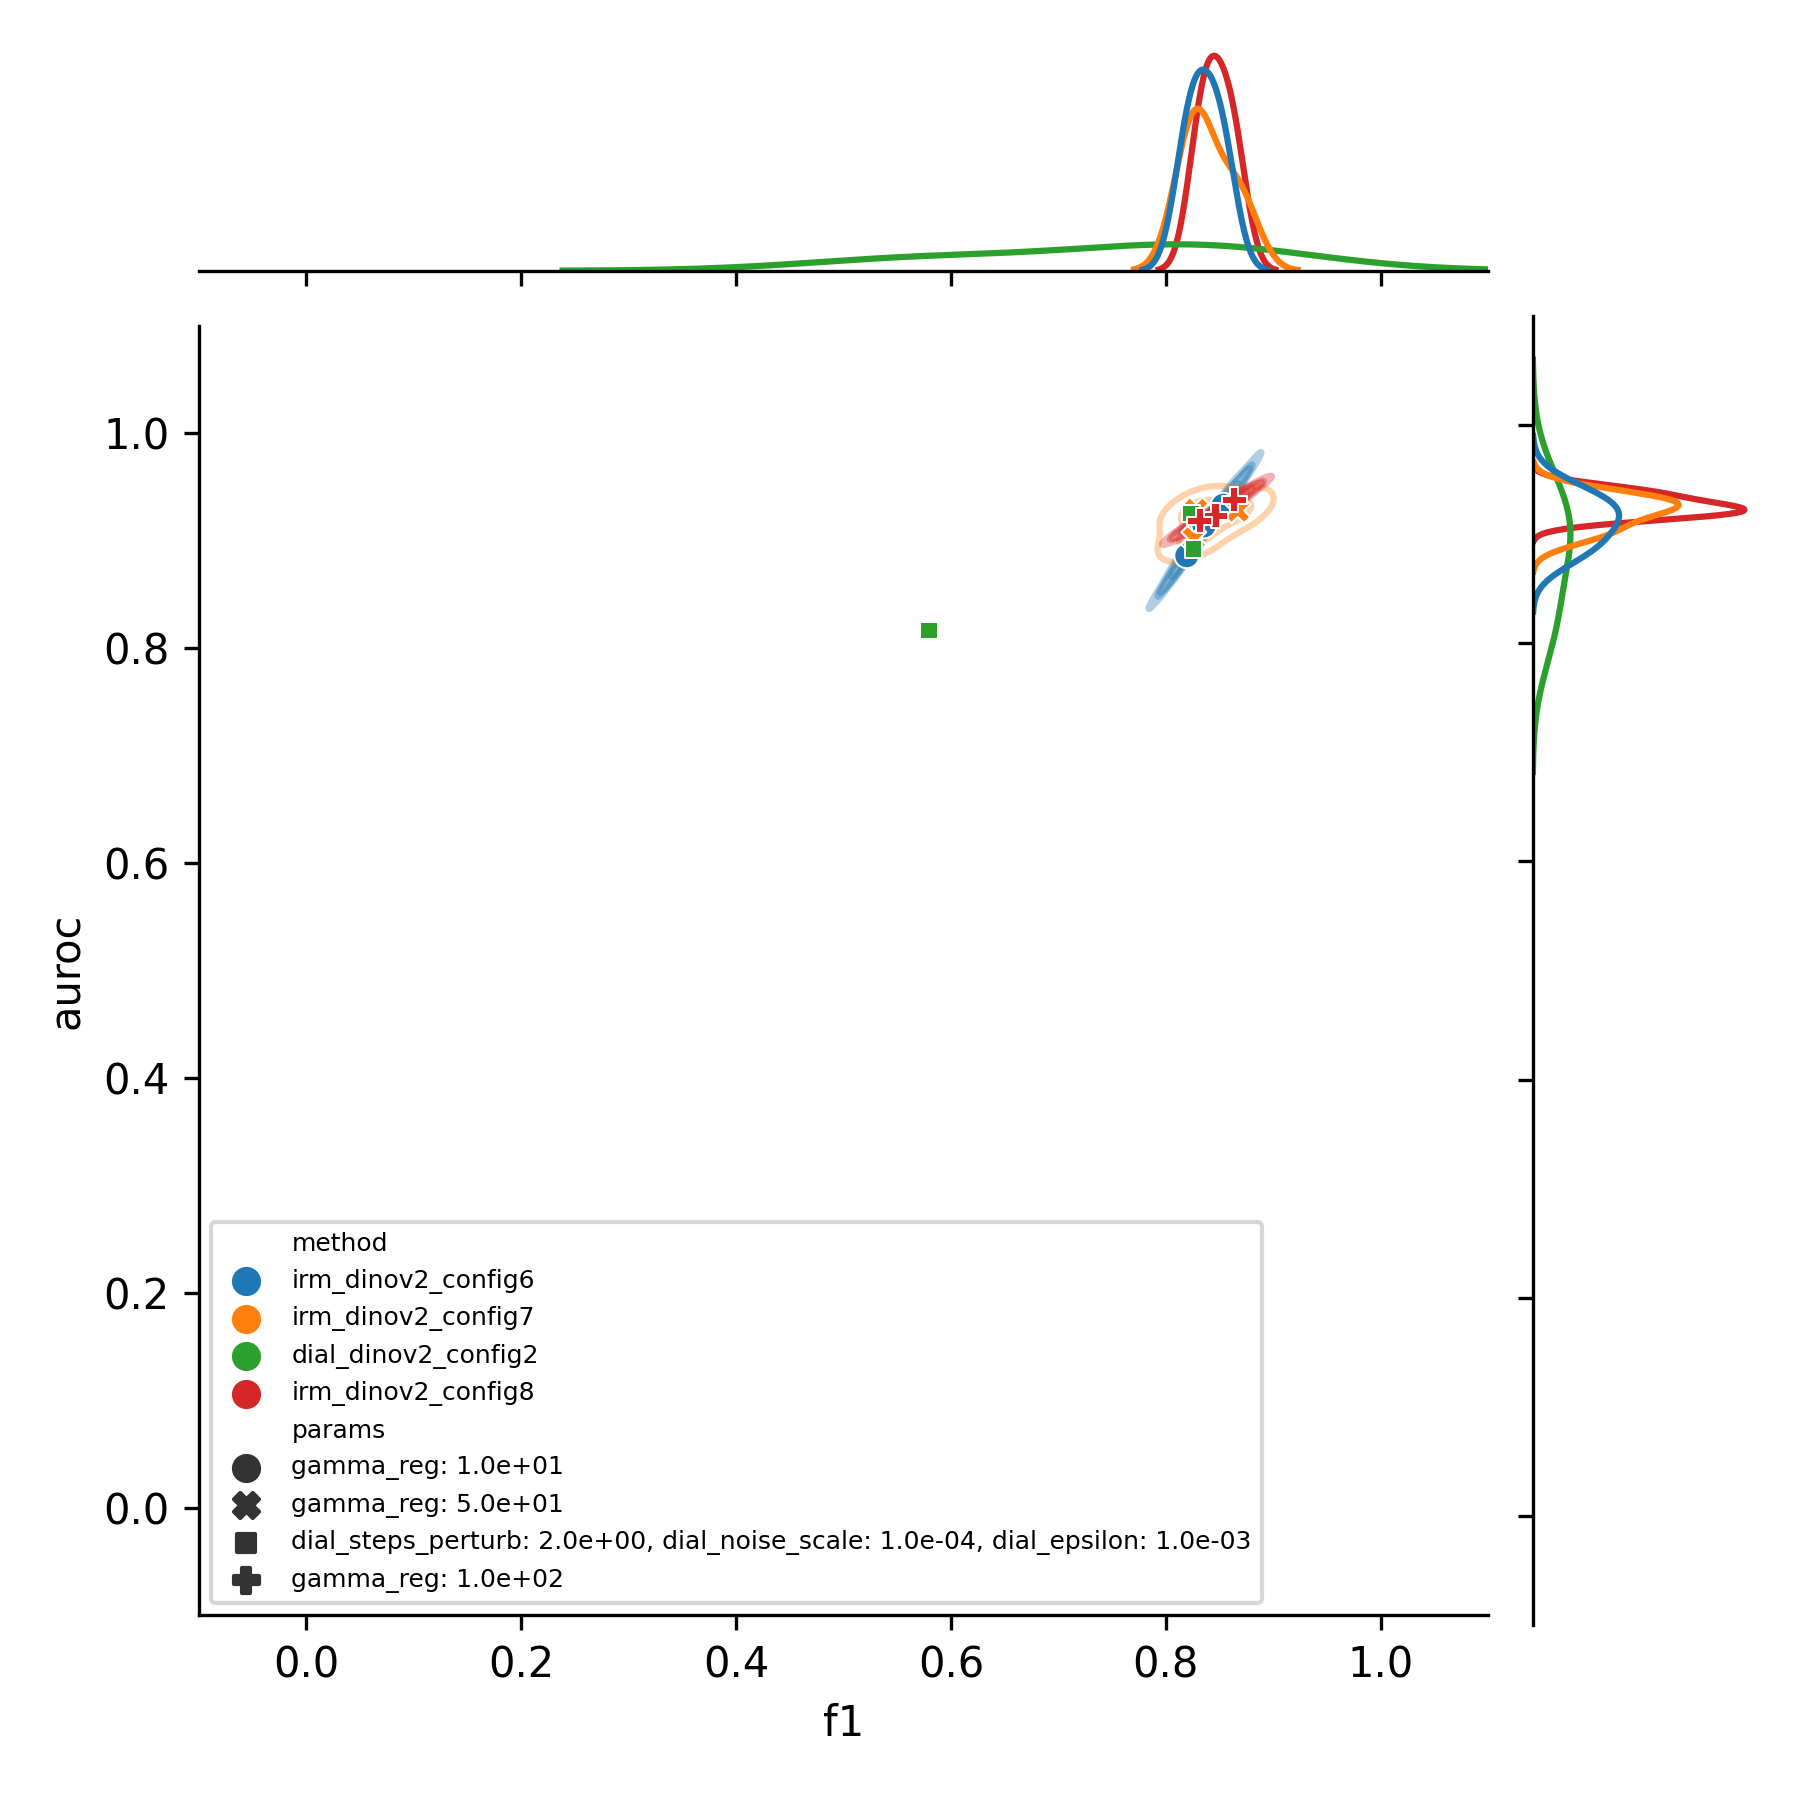 1.0
0.8
0.6
0.4
0.2
0.0
auroc
method
irm_dinov2_config6
irm_dinov2_config7
dial_dinov2_config2
irm_dinov2_config8
params
gamma_reg: 1.0e+01
gamma_reg: 5.0e+01
dial_steps_perturb: 2.0e+00, dial_noise_scale: 1.0e-04, dial_epsilon: 1.0e-03
gamma_reg: 1.0e+02
0.0 0.2 0.4 0.6 0.8 1.0
f1